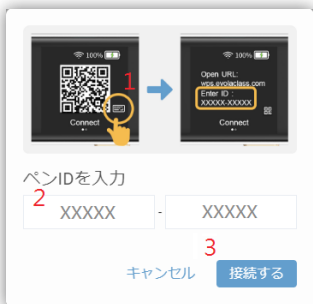 100%
1
Connect
100%
Open URL:
wps.evolaclass.com
Enter ID :
XXXXX-XXXXX
Connect
ペンIDを入力
2
XXXXX - XXXXX
3
キャンセル 接続する